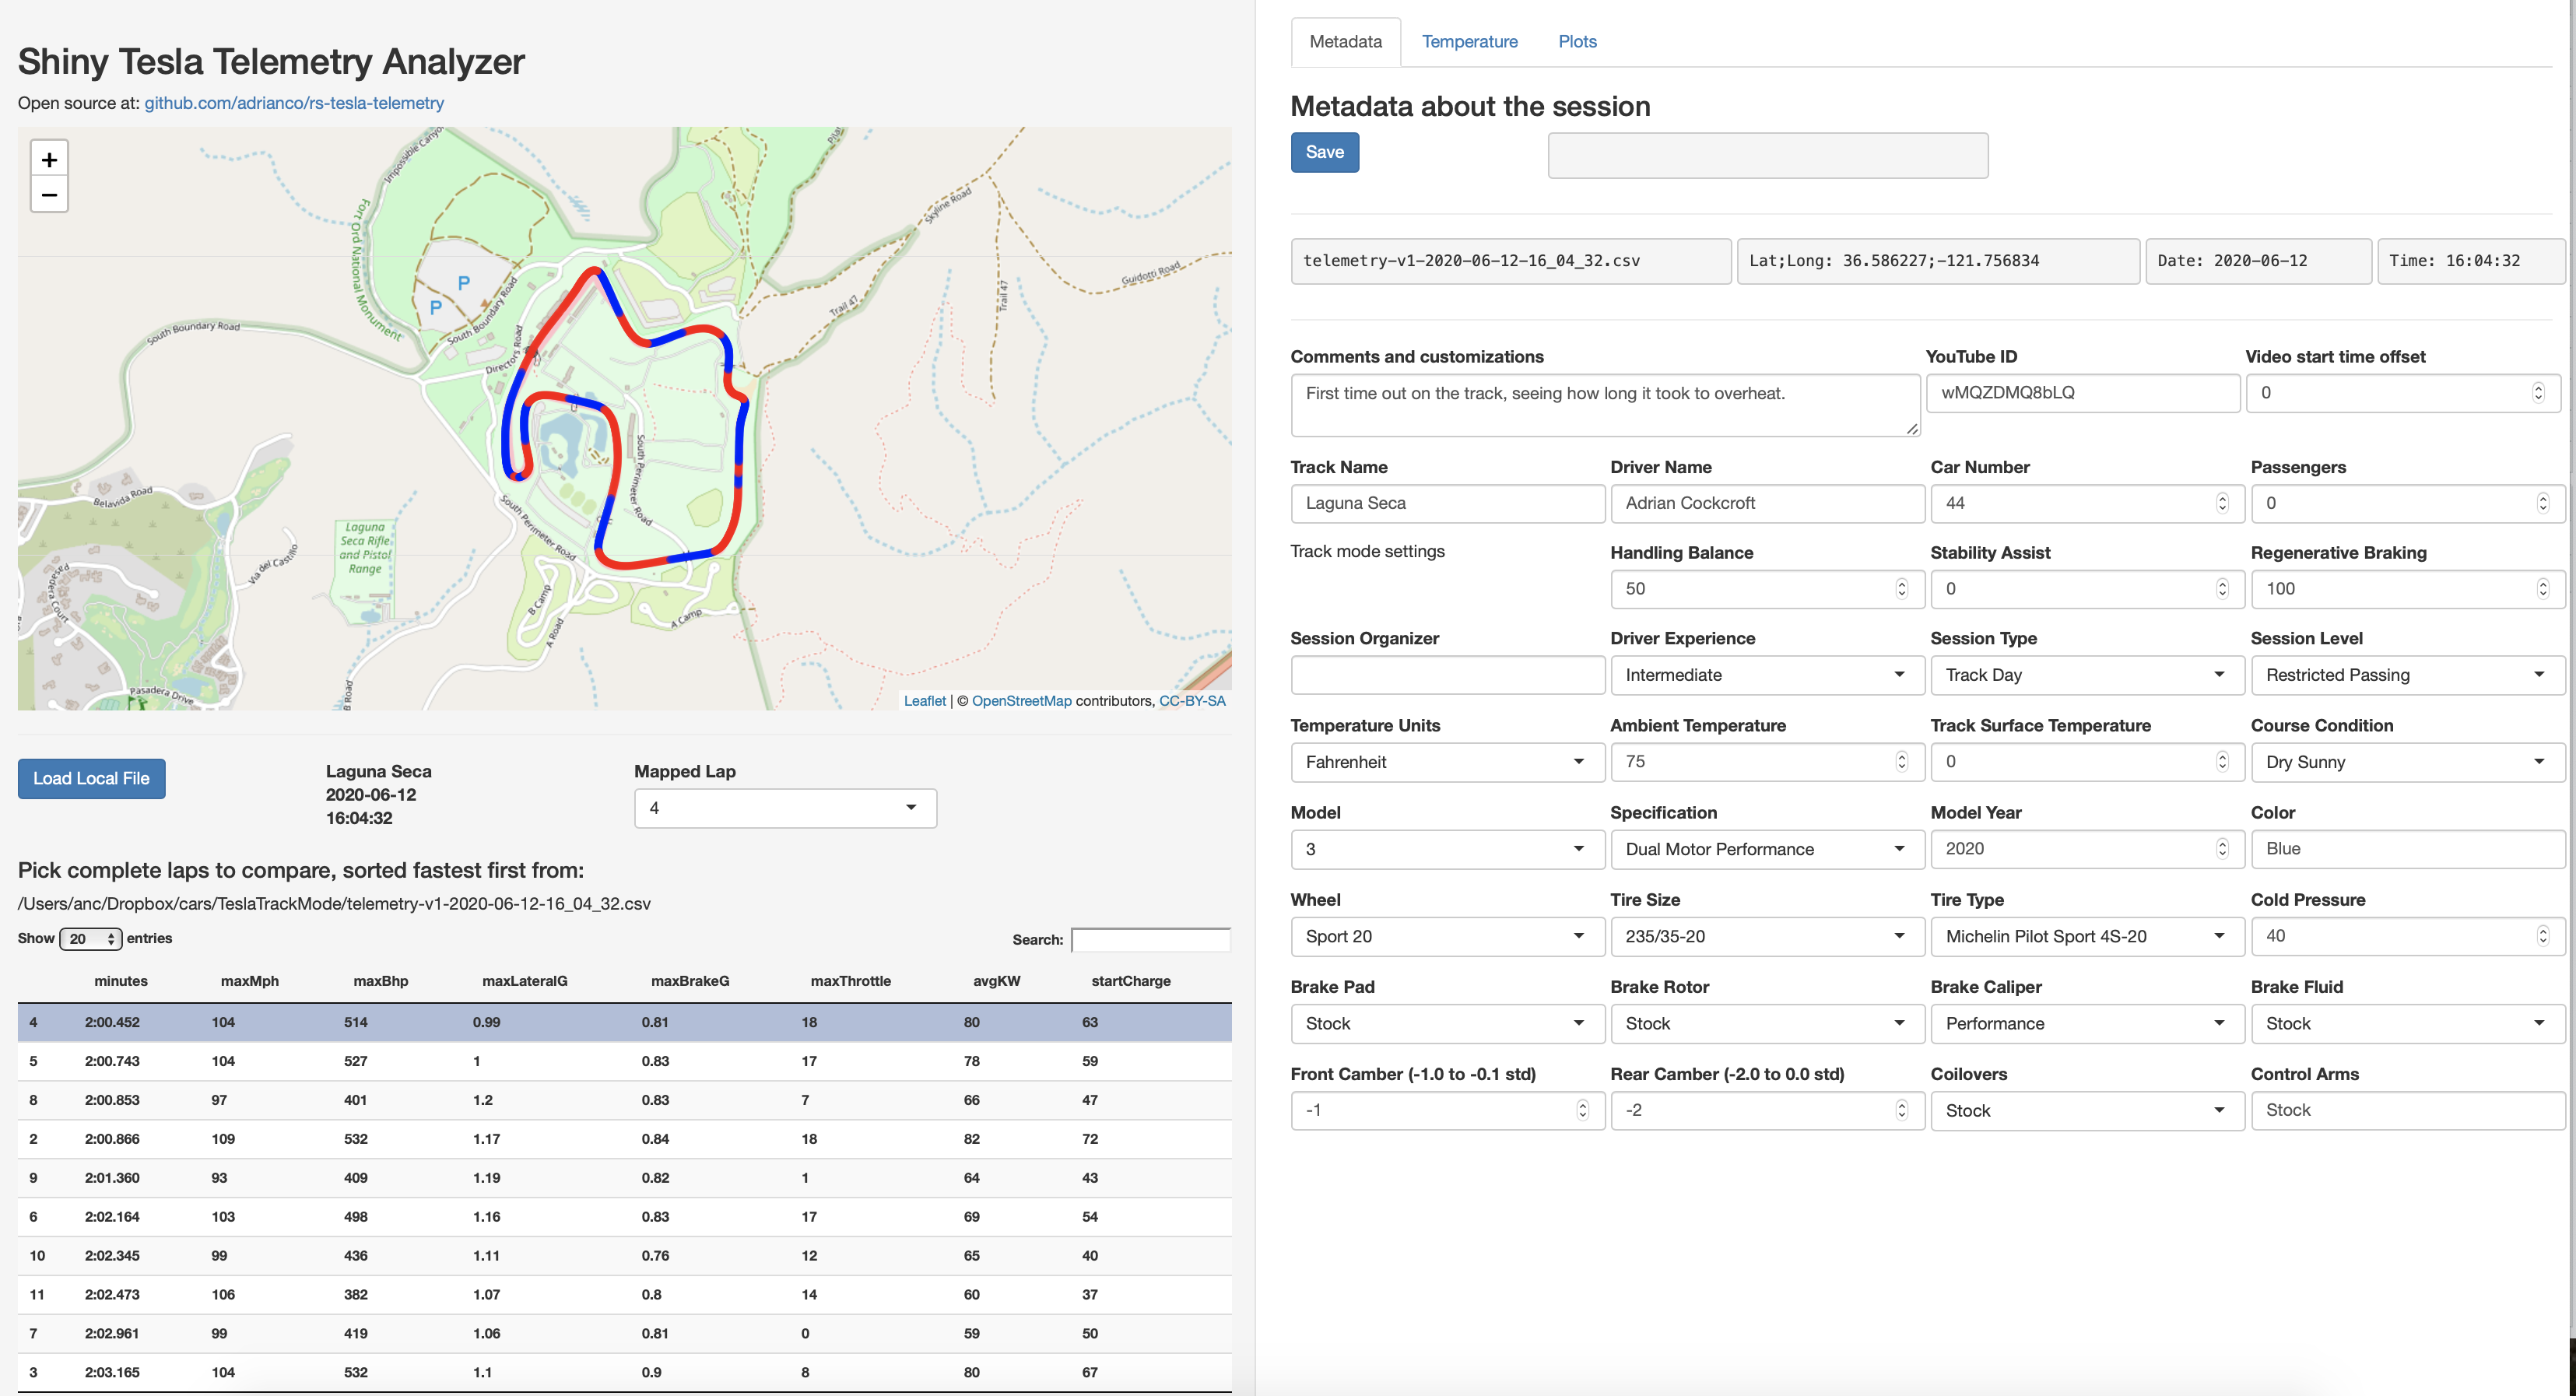 Shiny Tesla Telemetry Analyzer
Open source at: github.com/adrianco/rs-tesla-telemetry
+
−
Impossible Canyon
Pilar
Fort Ord National Monument
P
P
South Boundary Road
South Boundary Road
Directors Road
Skyline Road
Trail 47
Trail 47
Guidotti Road
South Perimeter Road
South Perimeter Road
Belavida Road
Via del Castillo
Laguna
Seca Rifle
and Pistol
Range
B Camp
A Road
A Camp
Pasadera Drive
B Road
Leaflet | © OpenStreetMap contributors, CC-BY-SA
Load Local File
Laguna Seca
2020-06-12
16:04:32
Mapped Lap
4
Pick complete laps to compare, sorted fastest first from:
/Users/anc/Dropbox/cars/TeslaTrackMode/telemetry-v1-2020-06-12-16_04_32.csv
Show 20 entries
Search:
minutes maxMph maxBhp maxLateralG maxBrakeG maxThrottle avgKW startCharge
4 2:00.452 104 514 0.99 0.81 18 80 63
5 2:00.743 104 527 1 0.83 17 78 59
8 2:00.853 97 401 1.2 0.83 7 66 47
2 2:00.866 109 532 1.17 0.84 18 82 72
9 2:01.360 93 409 1.19 0.82 1 64 43
6 2:02.164 103 498 1.16 0.83 17 69 54
10 2:02.345 99 436 1.11 0.76 12 65 40
11 2:02.473 106 382 1.07 0.8 14 60 37
7 2:02.961 99 419 1.06 0.81 0 59 50
3 2:03.165 104 532 1.1 0.9 8 80 67
Metadata Temperature Plots
Metadata about the session
Save
telemetry-v1-2020-06-12-16_04_32.csv Lat;Long: 36.586227;-121.756834 Date: 2020-06-12 Time: 16:04:32
Comments and customizations YouTube ID Video start time offset
First time out on the track, seeing how long it took to overheat. wMQZDMQ8bLQ 0
Track Name Driver Name Car Number Passengers
Laguna Seca Adrian Cockcroft 44 0
Track mode settings Handling Balance Stability Assist Regenerative Braking
50 0 100
Session Organizer Driver Experience Session Type Session Level
Intermediate Track Day Restricted Passing
Temperature Units Ambient Temperature Track Surface Temperature Course Condition
Fahrenheit 75 0 Dry Sunny
Model Specification Model Year Color
3 Dual Motor Performance 2020 Blue
Wheel Tire Size Tire Type Cold Pressure
Sport 20 235/35-20 Michelin Pilot Sport 4S-20 40
Brake Pad Brake Rotor Brake Caliper Brake Fluid
Stock Stock Performance Stock
Front Camber (-1.0 to -0.1 std) Rear Camber (-2.0 to 0.0 std) Coilovers Control Arms
-1 -2 Stock Stock